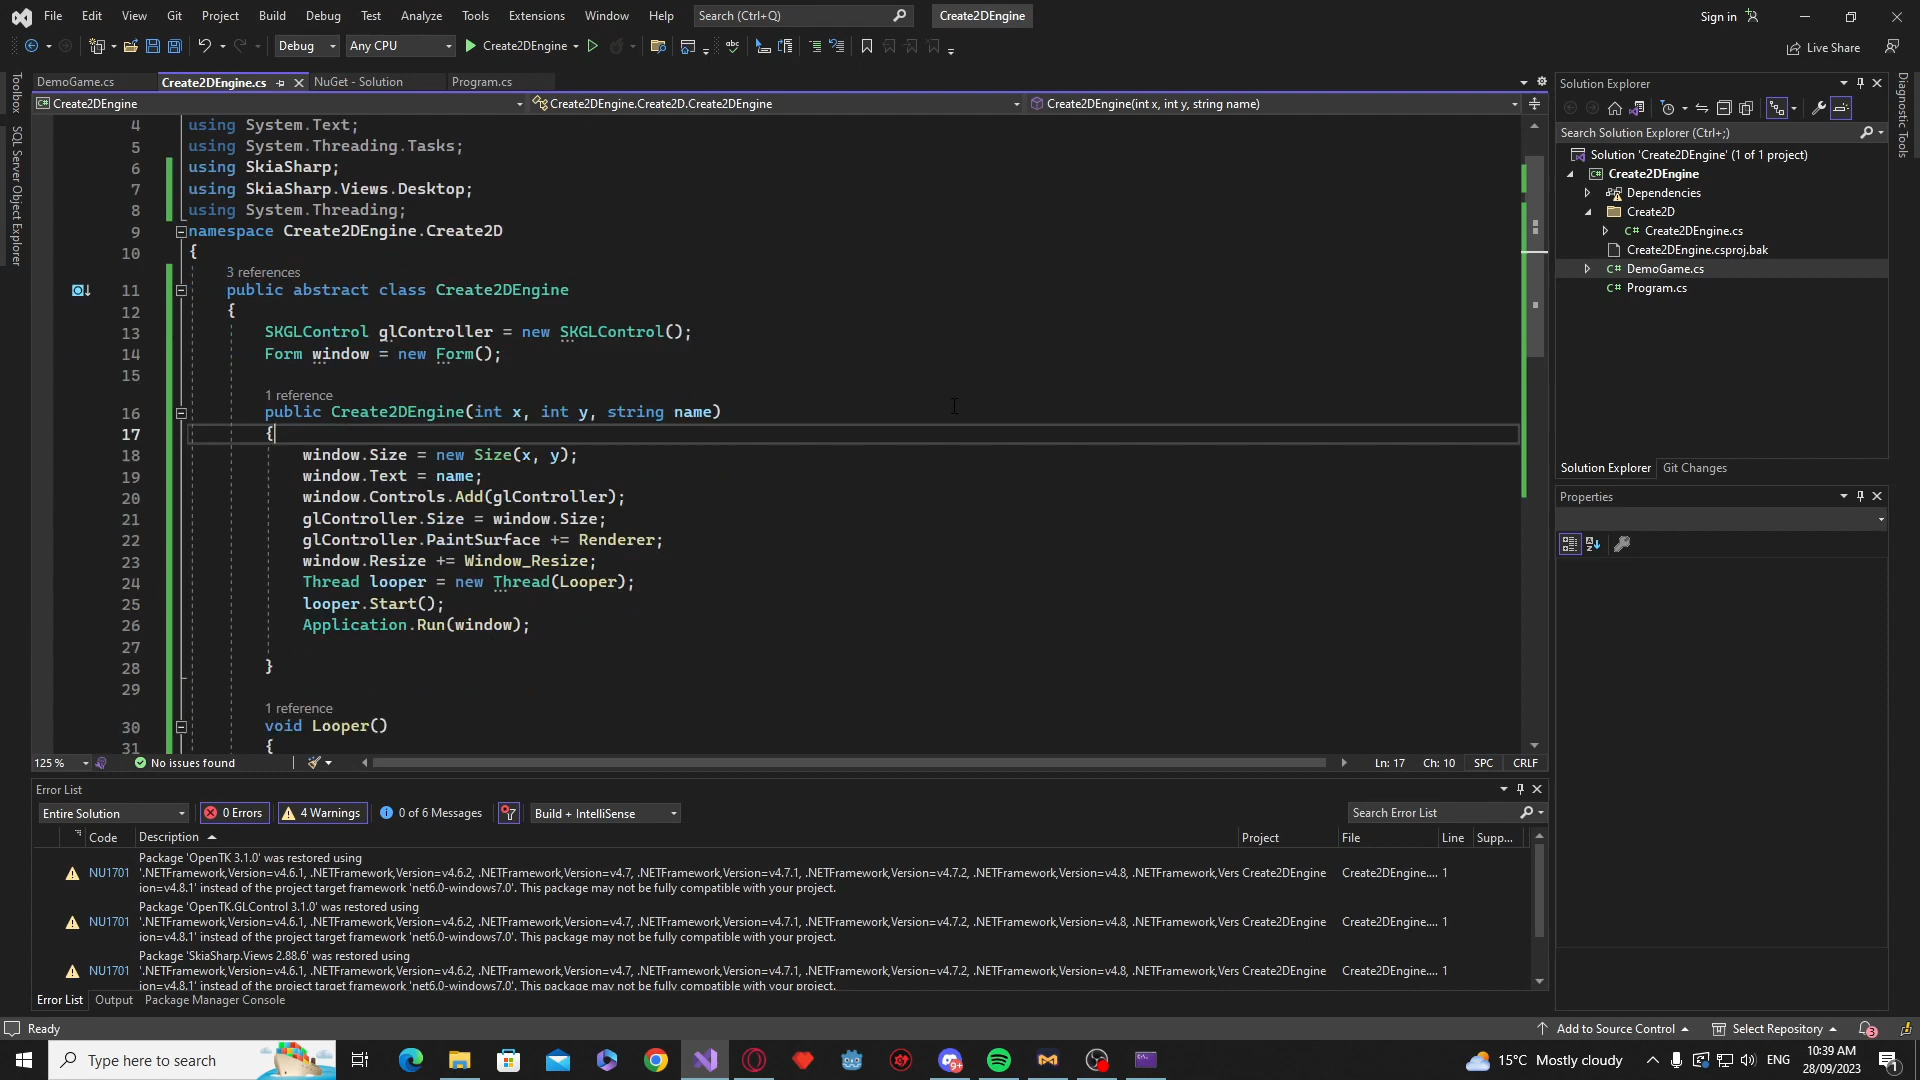 File Edit View Git Project Build Debug Test Analyze Tools Extensions Window Help Search (Ctrl+Q) Create2DEngine Sign in
Debug Any CPU Create2DEngine Live Share
DemoGame.cs Create2DEngine.cs NuGet - Solution Program.cs
Create2DEngine Create2DEngine.Create2D.Create2DEngine Create2DEngine(int x, int y, string name)
Toolbox
SQL Server Object Explorer
4 using System.Text;
5 using System.Threading.Tasks;
6 using SkiaSharp;
7 using SkiaSharp.Views.Desktop;
8 using System.Threading;
9 namespace Create2DEngine.Create2D
10 {
3 references
11 public abstract class Create2DEngine
12 {
13 SKGLControl glController = new SKGLControl();
14 Form window = new Form();
15
1 reference
16 public Create2DEngine(int x, int y, string name)
17 {
18 window.Size = new Size(x, y);
19 window.Text = name;
20 window.Controls.Add(glController);
21 glController.Size = window.Size;
22 glController.PaintSurface += Renderer;
23 window.Resize += Window_Resize;
24 Thread looper = new Thread(Looper);
25 looper.Start();
26 Application.Run(window);
27
28 }
29
1 reference
30 void Looper()
31 {
125 % No issues found Ln: 17 Ch: 10 SPC CRLF
Error List
Entire Solution 0 Errors 4 Warnings 0 of 6 Messages Build + IntelliSense Search Error List
Code Description Project File Line Supp...
Package 'OpenTK 3.1.0' was restored using
NU1701 '.NETFramework,Version=v4.6.1, .NETFramework,Version=v4.6.2, .NETFramework,Version=v4.7, .NETFramework,Version=v4.7.1, .NETFramework,Version=v4.7.2, .NETFramework,Version=v4.8, .NETFramework,Vers Create2DEngine Create2DEngine.... 1
ion=v4.8.1' instead of the project target framework 'net6.0-windows7.0'. This package may not be fully compatible with your project.
Package 'OpenTK.GLControl 3.1.0' was restored using
NU1701 '.NETFramework,Version=v4.6.1, .NETFramework,Version=v4.6.2, .NETFramework,Version=v4.7, .NETFramework,Version=v4.7.1, .NETFramework,Version=v4.7.2, .NETFramework,Version=v4.8, .NETFramework,Vers Create2DEngine Create2DEngine.... 1
ion=v4.8.1' instead of the project target framework 'net6.0-windows7.0'. This package may not be fully compatible with your project.
Package 'SkiaSharp.Views 2.88.6' was restored using
NU1701 '.NETFramework,Version=v4.6.1, .NETFramework,Version=v4.6.2, .NETFramework,Version=v4.7, .NETFramework,Version=v4.7.1, .NETFramework,Version=v4.7.2, .NETFramework,Version=v4.8, .NETFramework,Vers Create2DEngine Create2DEngine.... 1
ion=v4.8.1' instead of the project target framework 'net6.0-windows7.0'. This package may not be fully compatible with your project.
Error List Output Package Manager Console
Solution Explorer
Search Solution Explorer (Ctrl+;)
Solution 'Create2DEngine' (1 of 1 project)
Create2DEngine
Dependencies
Create2D
C# Create2DEngine.cs
Create2DEngine.csproj.bak
C# DemoGame.cs
C# Program.cs
Solution Explorer Git Changes
Properties
Diagnostic Tools
Ready Add to Source Control Select Repository 3
Type here to search 9+ 15°C Mostly cloudy ENG 10:39 AM
28/09/2023 1